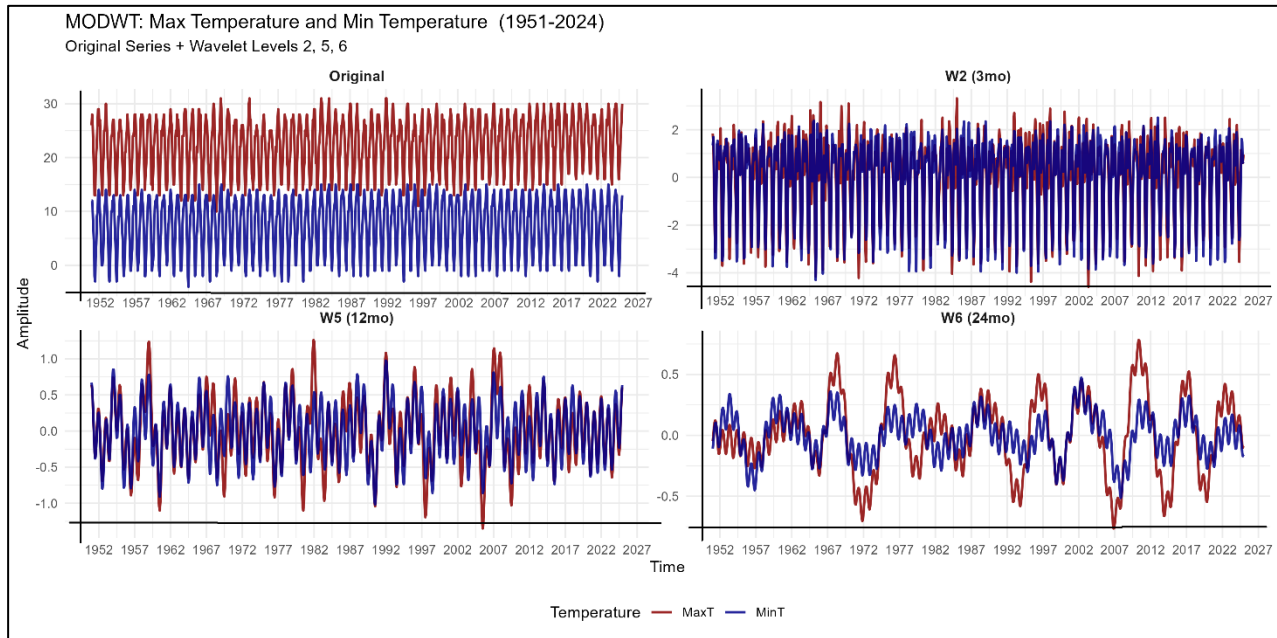 MODWT: Max Temperature and Min Temperature (1951-2024)
Original Series + Wavelet Levels 2, 5, 6
Original
W2 (3mo)
30
20
10
0
2
0
-2
-4
1952 1957 1962 1967 1972 1977 1982 1987 1992 1997 2002 2007 2012 2017 2022 2027
1952 1957 1962 1967 1972 1977 1982 1987 1992 1997 2002 2007 2012 2017 2022 2027
Amplitude
W5 (12mo)
W6 (24mo)
1.0
0.5
0.0
-0.5
-1.0
0.5
0.0
-0.5
1952 1957 1962 1967 1972 1977 1982 1987 1992 1997 2002 2007 2012 2017 2022 2027
1952 1957 1962 1967 1972 1977 1982 1987 1992 1997 2002 2007 2012 2017 2022 2027
Time
Temperature MaxT MinT